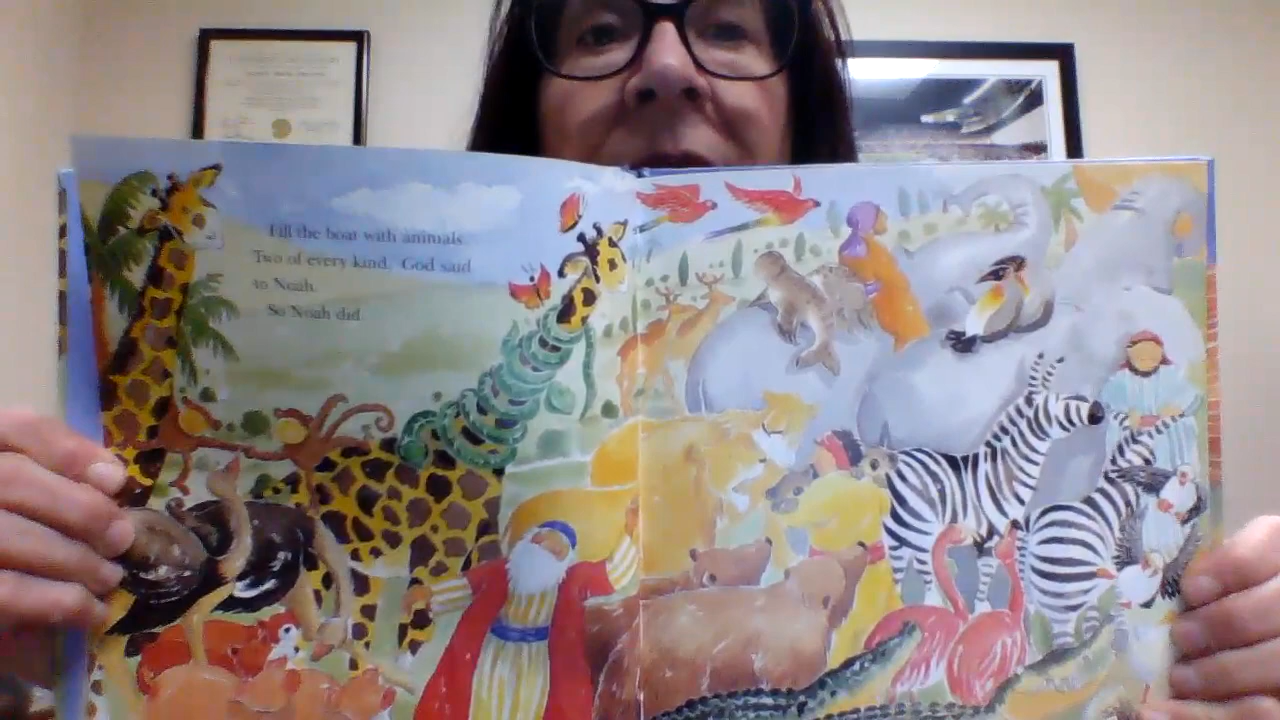 Fill the boat with animals.
Two of every kind. God said
to Noah.
So Noah did.